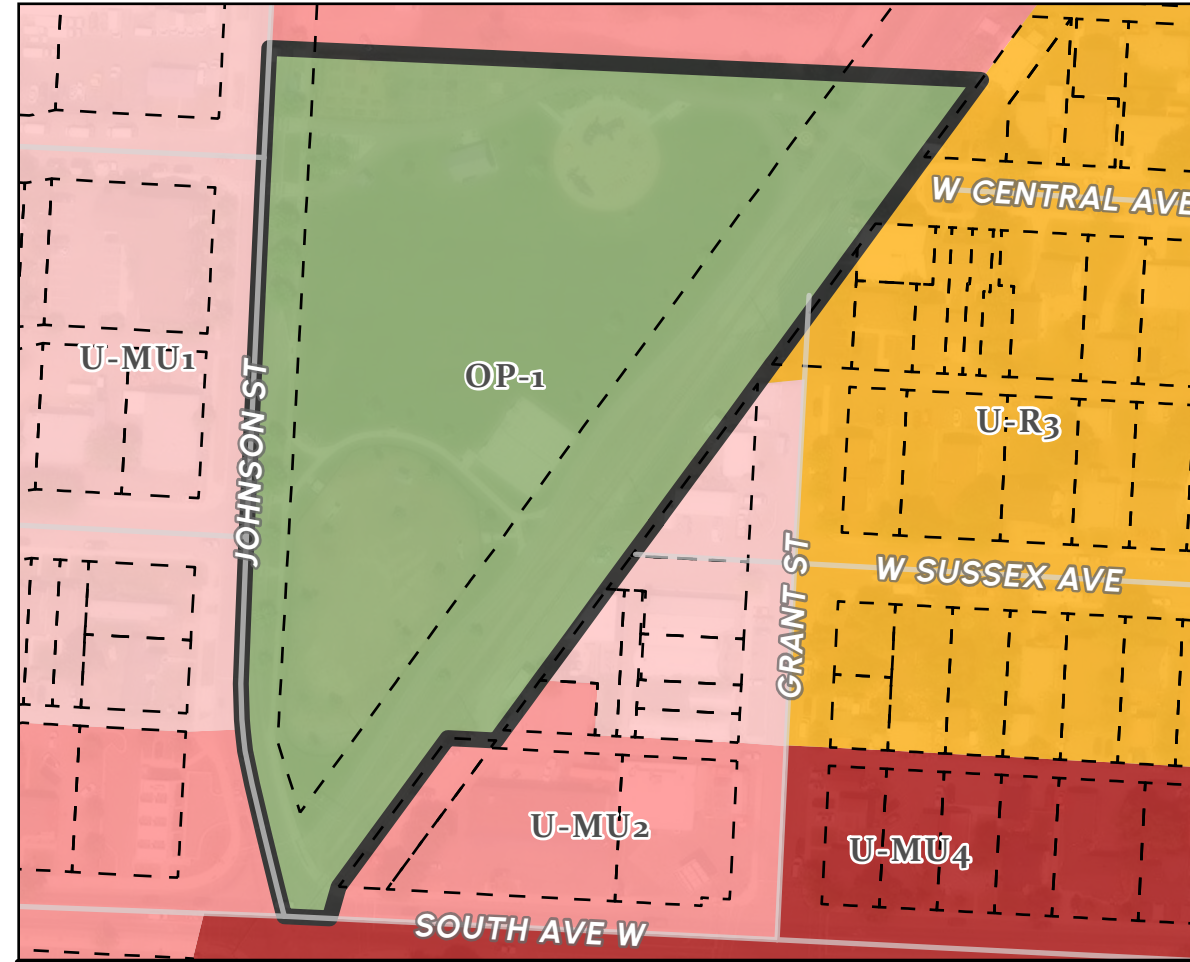 W CENTRAL AVE
U-MU1
OP-1
JOHNSON ST
U-R3
W SUSSEX AVE
GRANT ST
U-MU2
U-MU4
SOUTH AVE W